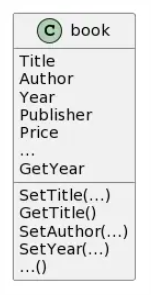 C book
Title
Author
Year
Publisher
Price
...
GetYear
SetTitle(...)
GetTitle()
SetAuthor(...)
SetYear(...)
...()